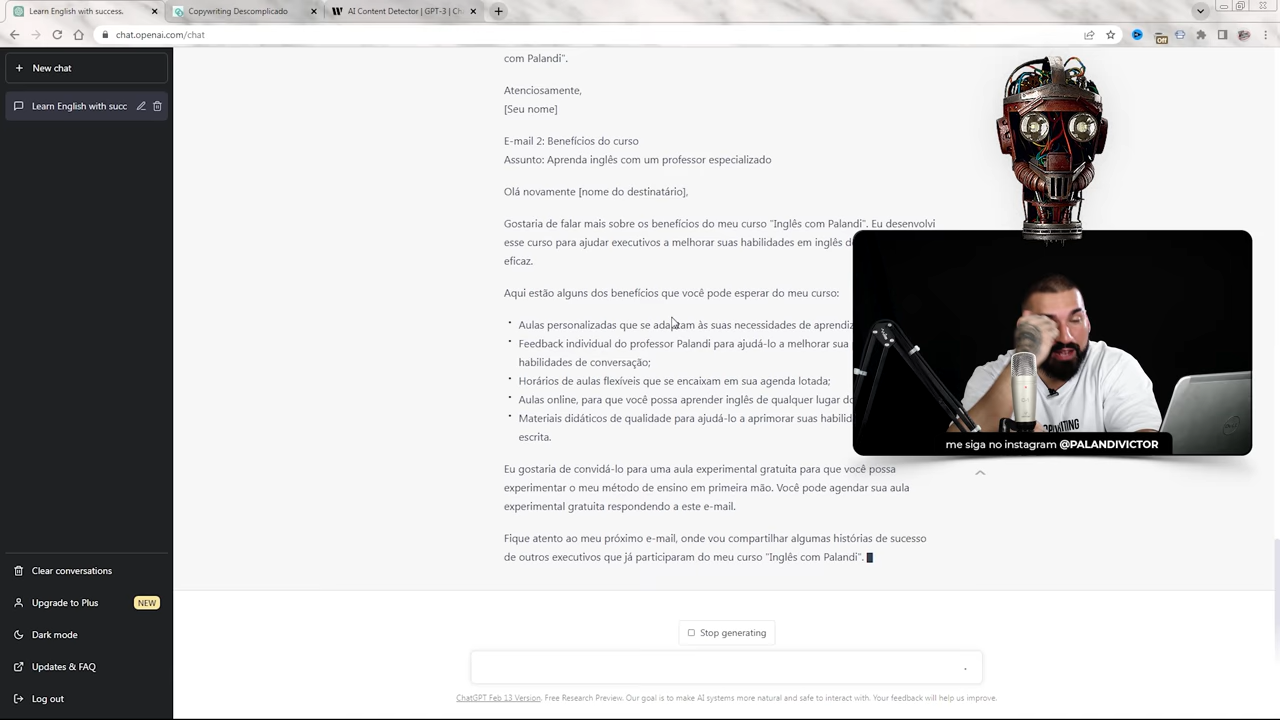 Learn English with success.
Copywriting Descomplicado
AI Content Detector | GPT-3 | Ch
chat.openai.com/chat
Off
New chat
Learn English with succ
com Palandi".
Atenciosamente,
[Seu nome]
E-mail 2: Benefícios do curso
Assunto: Aprenda inglês com um professor especializado
Olá novamente [nome do destinatário],
Gostaria de falar mais sobre os benefícios do meu curso "Inglês com Palandi". Eu desenvolvi
esse curso para ajudar executivos a melhorar suas habilidades em inglês de
eficaz.
Aqui estão alguns dos benefícios que você pode esperar do meu curso:
Aulas personalizadas que se adaptam às suas necessidades de aprendiz
Feedback individual do professor Palandi para ajudá-lo a melhorar sua
habilidades de conversação;
Horários de aulas flexíveis que se encaixam em sua agenda lotada;
Aulas online, para que você possa aprender inglês de qualquer lugar do
Materiais didáticos de qualidade para ajudá-lo a aprimorar suas habilid
escrita.
me siga no instagram @PALANDIVICTOR
Eu gostaria de convidá-lo para uma aula experimental gratuita para que você possa
experimentar o meu método de ensino em primeira mão. Você pode agendar sua aula
experimental gratuita respondendo a este e-mail.
Fique atento ao meu próximo e-mail, onde vou compartilhar algumas histórias de sucesso
de outros executivos que já participaram do meu curso "Inglês com Palandi".
Clear conversations
Upgrade to Plus NEW
Dark mode
Updates & FAQ
Log out
Stop generating
ChatGPT Feb 13 Version. Free Research Preview. Our goal is to make AI systems more natural and safe to interact with. Your feedback will help us improve.